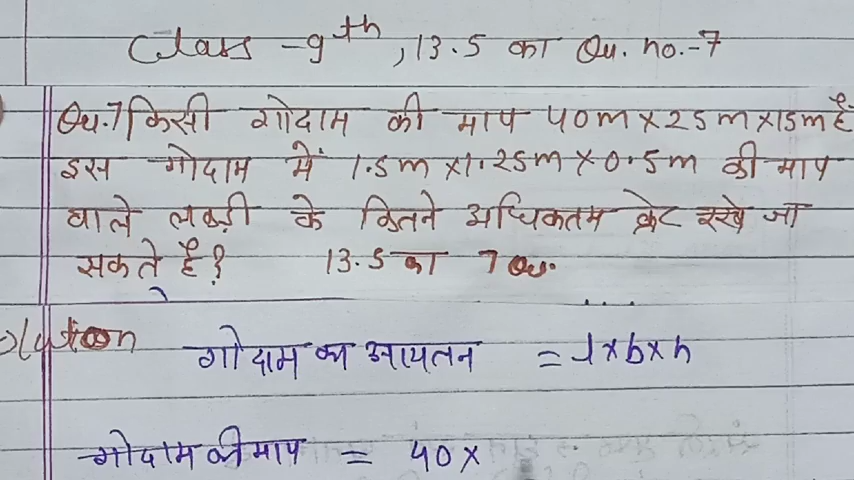 Class -9th, 13.5 का Qu. no.-7
Qu.7 किसी गोदाम की माप 40m×25m×15m है
इस गोदाम में 1.5m ×1.25m×0.5m की माप
वाले लकड़ी के कितने अधिकतम क्रेट रखे जा
सकते है? 13.5 का 7 Qu.
गोदाम का आयतन = l×b×h
गोदाम की माप = 40×